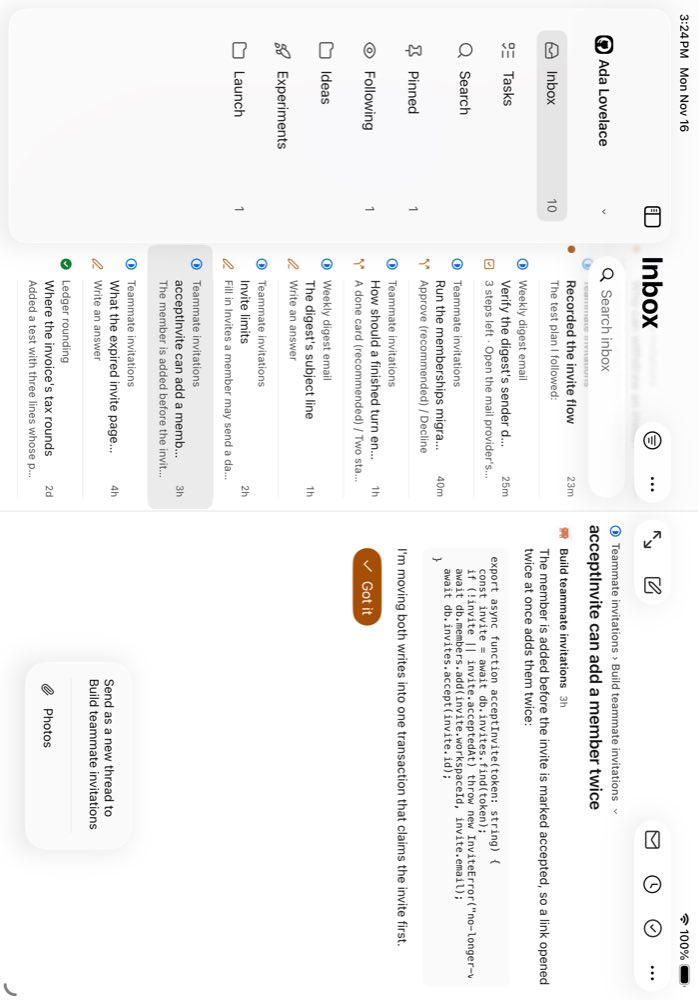 3:24 PM Mon Nov 16
100%
Ada Lovelace
Inbox 10
Tasks
Search
Pinned 1
Following 1
Ideas
Experiments
Launch 1
Inbox
Search inbox
Teammate invitations
Recorded the invite flow 23m
The test plan I followed:
Weekly digest email
Verify the digest's sender d... 25m
3 steps left · Open the mail provider's...
Teammate invitations
Run the memberships migra... 40m
Approve (recommended) / Decline
Teammate invitations
How should a finished turn en... 1h
A done card (recommended) / Two sta...
Weekly digest email
The digest's subject line 1h
Write an answer
Teammate invitations
Invite limits 2h
Fill in Invites a member may send a da...
Teammate invitations
acceptInvite can add a memb... 3h
The member is added before the invit...
Teammate invitations
What the expired invite page... 4h
Write an answer
Ledger rounding
Where the invoice's tax rounds 2d
Added a test with three lines whose p...
Teammate invitations › Build teammate invitations
acceptInvite can add a member twice
Build teammate invitations 3h
The member is added before the invite is marked accepted, so a link opened
twice at once adds them twice:
export async function acceptInvite(token: string) {
const invite = await db.invites.find(token);
if (!invite || invite.acceptedAt) throw new InviteError("no-longer-v
await db.members.add(invite.workspaceId, invite.email);
await db.invites.accept(invite.id);
}
I'm moving both writes into one transaction that claims the invite first.
Got it
Send as a new thread to
Build teammate invitations
Photos